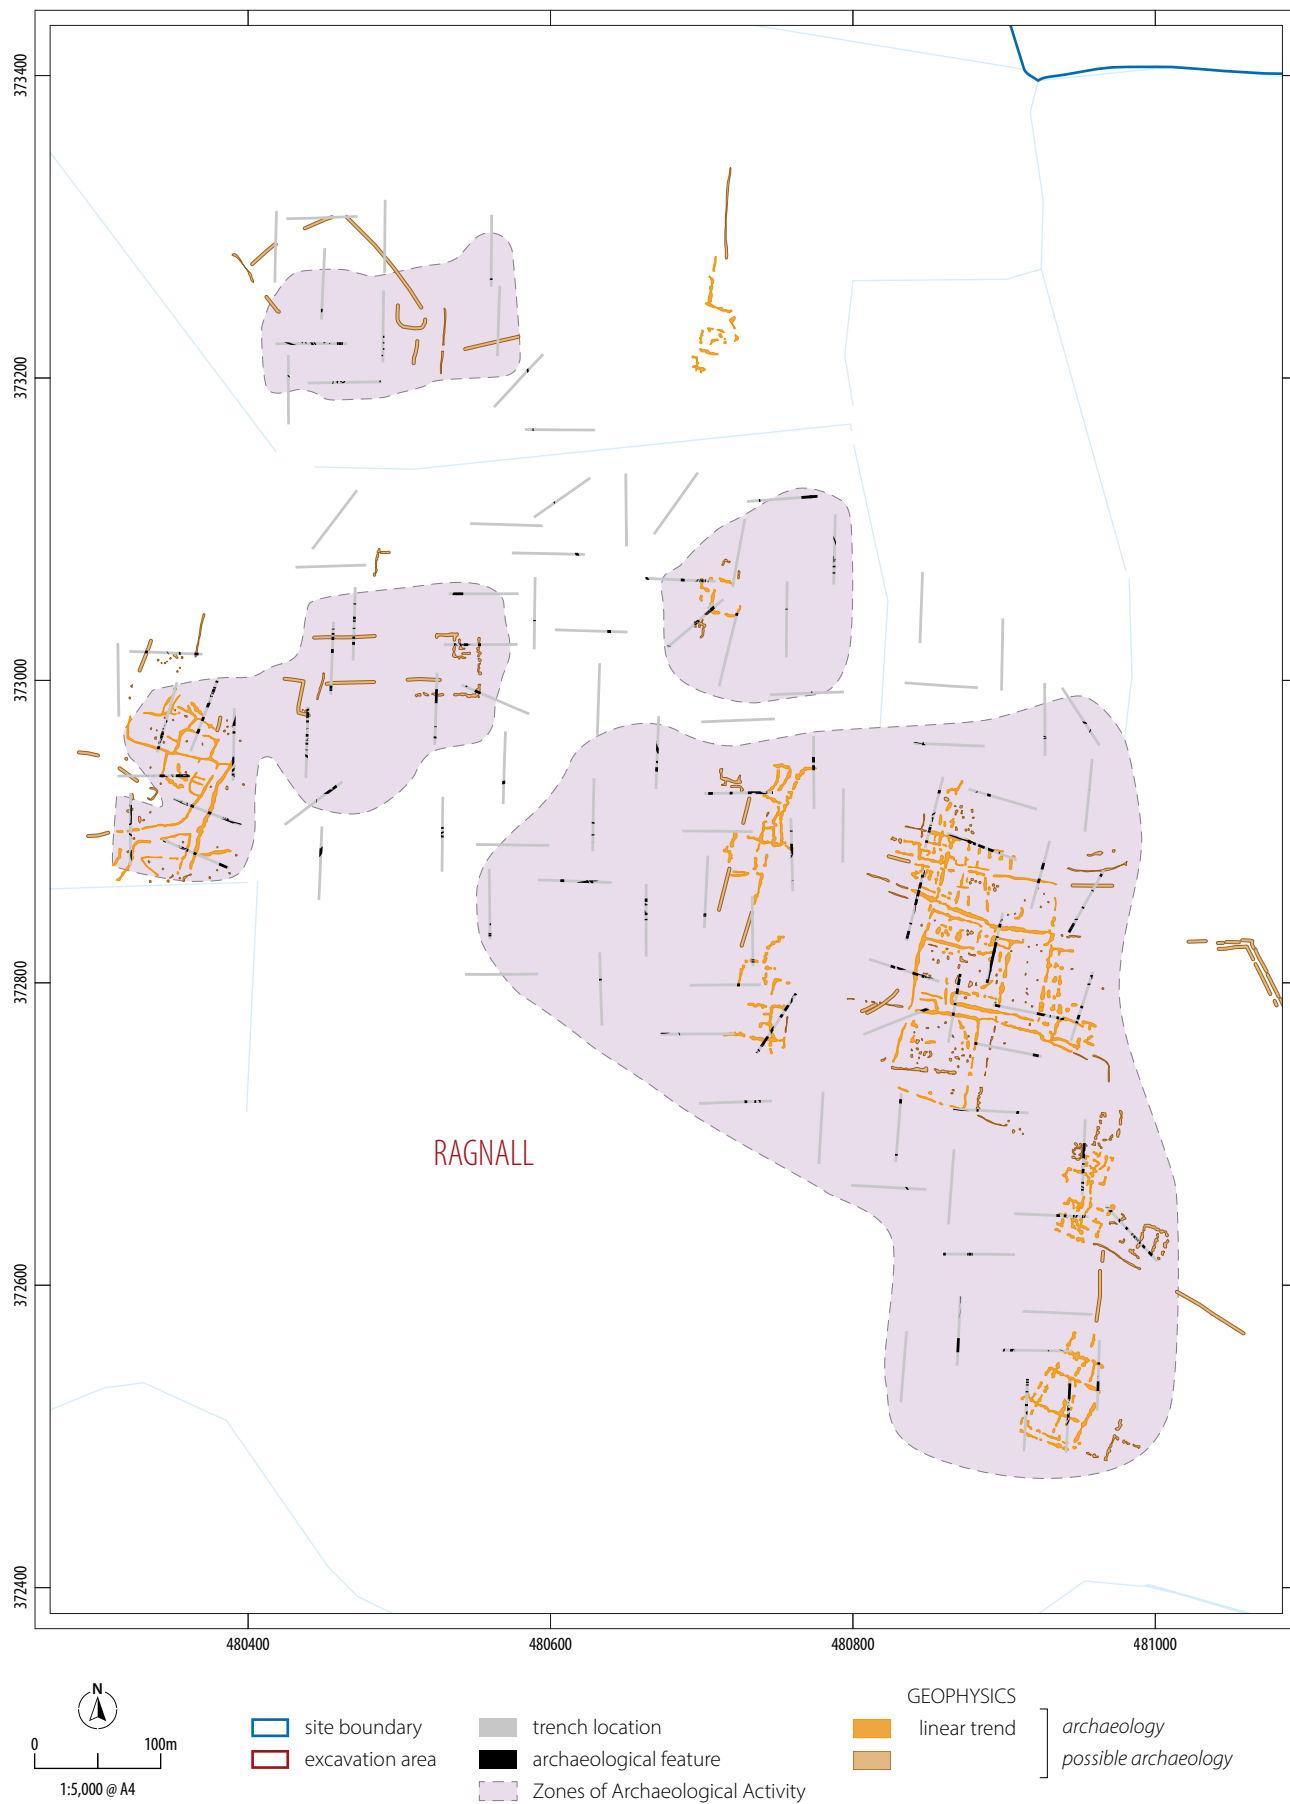 373400
373200
373000
372800
RAGNALL
372600
372400
480400 480600 480800 481000
N
0 100m
1:5,000 @ A4
site boundary
excavation area
trench location
archaeological feature
Zones of Archaeological Activity
GEOPHYSICS
linear trend
archaeology
possible archaeology